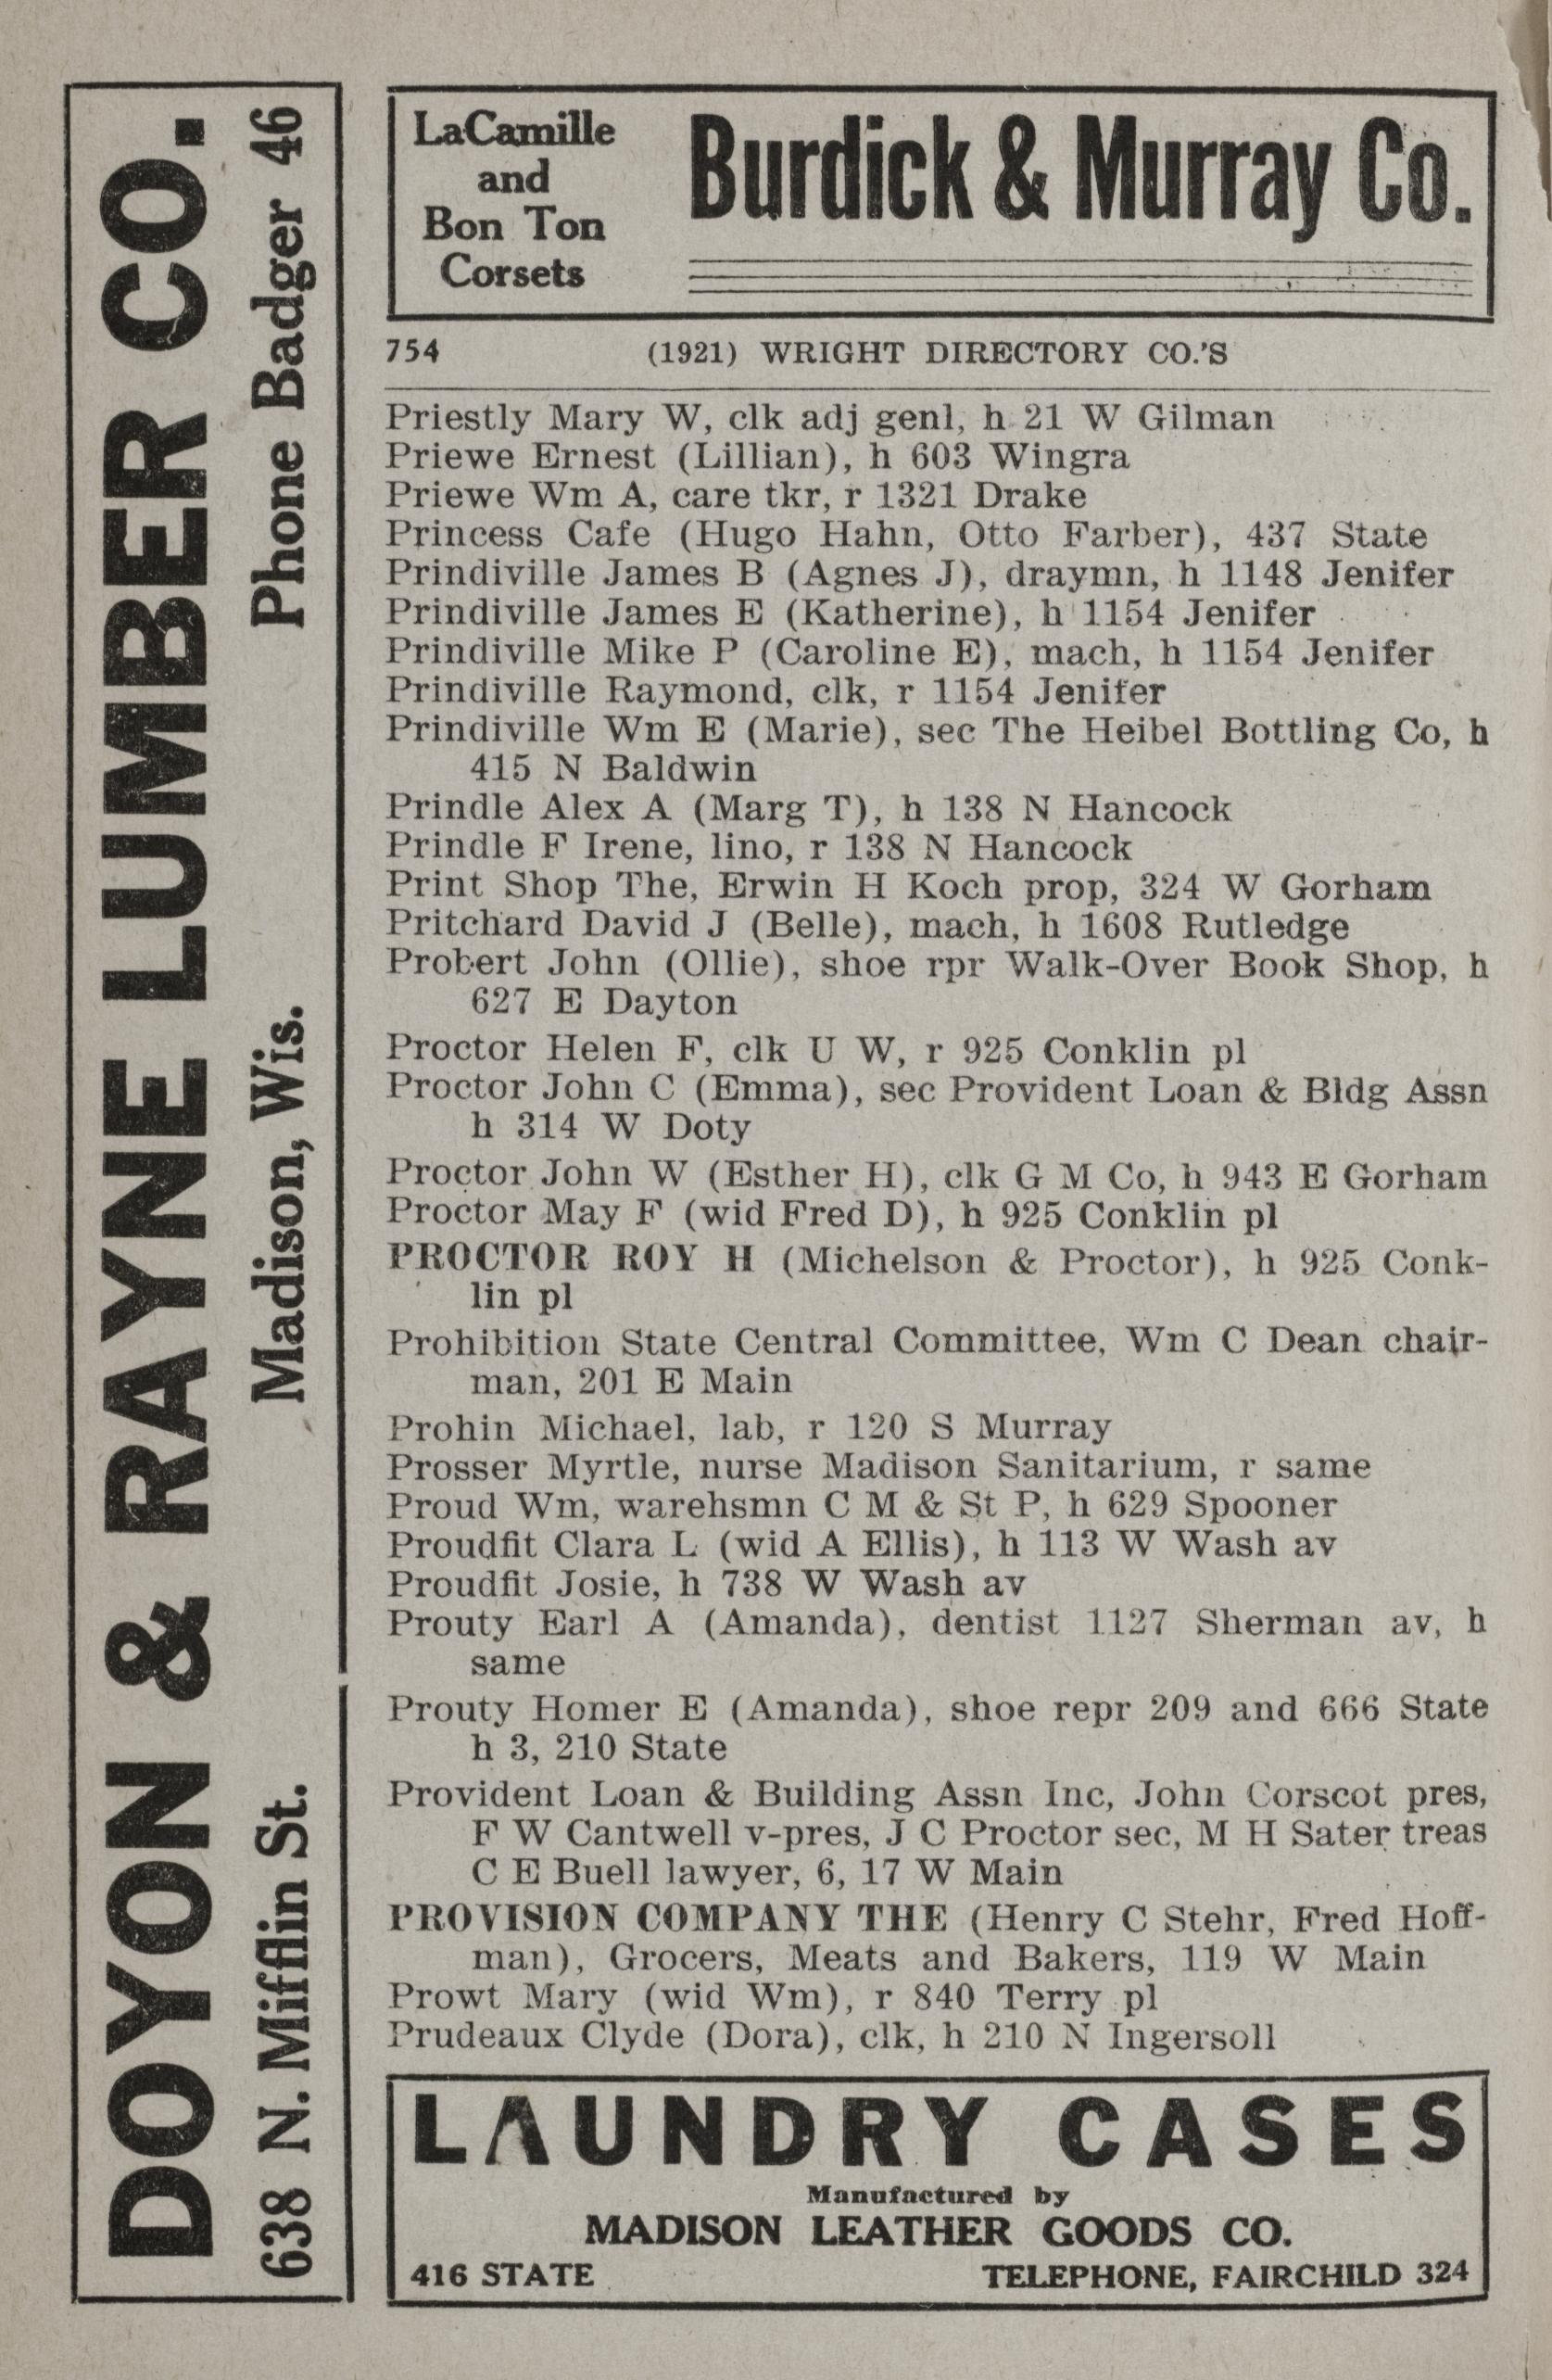 DOYON & RAYNE LUMBER CO.
638 N. Mifflin St. Madison, Wis. Phone Badger 46
LaCamille
and
Bon Ton
Corsets
Burdick & Murray Co.
754 (1921) WRIGHT DIRECTORY CO.'S
Priestly Mary W, clk adj genl, h 21 W Gilman
Priewe Ernest (Lillian), h 603 Wingra
Priewe Wm A, care tkr, r 1321 Drake
Princess Cafe (Hugo Hahn, Otto Farber), 437 State
Prindiville James B (Agnes J), draymn, h 1148 Jenifer
Prindiville James E (Katherine), h 1154 Jenifer
Prindiville Mike P (Caroline E), mach, h 1154 Jenifer
Prindiville Raymond, clk, r 1154 Jenifer
Prindiville Wm E (Marie), sec The Heibel Bottling Co, h
415 N Baldwin
Prindle Alex A (Marg T), h 138 N Hancock
Prindle F Irene, lino, r 138 N Hancock
Print Shop The, Erwin H Koch prop, 324 W Gorham
Pritchard David J (Belle), mach, h 1608 Rutledge
Probert John (Ollie), shoe rpr Walk-Over Book Shop, h
627 E Dayton
Proctor Helen F, clk U W, r 925 Conklin pl
Proctor John C (Emma), sec Provident Loan & Bldg Assn
h 314 W Doty
Proctor John W (Esther H), clk G M Co, h 943 E Gorham
Proctor May F (wid Fred D), h 925 Conklin pl
PROCTOR ROY H (Michelson & Proctor), h 925 Conk-
lin pl
Prohibition State Central Committee, Wm C Dean chair-
man, 201 E Main
Prohin Michael, lab, r 120 S Murray
Prosser Myrtle, nurse Madison Sanitarium, r same
Proud Wm, warehsmn C M & St P, h 629 Spooner
Proudfit Clara L (wid A Ellis), h 113 W Wash av
Proudfit Josie, h 738 W Wash av
Prouty Earl A (Amanda), dentist 1127 Sherman av, h
same
Prouty Homer E (Amanda), shoe repr 209 and 666 State
h 3, 210 State
Provident Loan & Building Assn Inc, John Corscot pres,
F W Cantwell v-pres, J C Proctor sec, M H Sater treas
C E Buell lawyer, 6, 17 W Main
PROVISION COMPANY THE (Henry C Stehr, Fred Hoff-
man), Grocers, Meats and Bakers, 119 W Main
Prowt Mary (wid Wm), r 840 Terry pl
Prudeaux Clyde (Dora), clk, h 210 N Ingersoll
LAUNDRY CASES
Manufactured by
MADISON LEATHER GOODS CO.
416 STATE TELEPHONE, FAIRCHILD 324